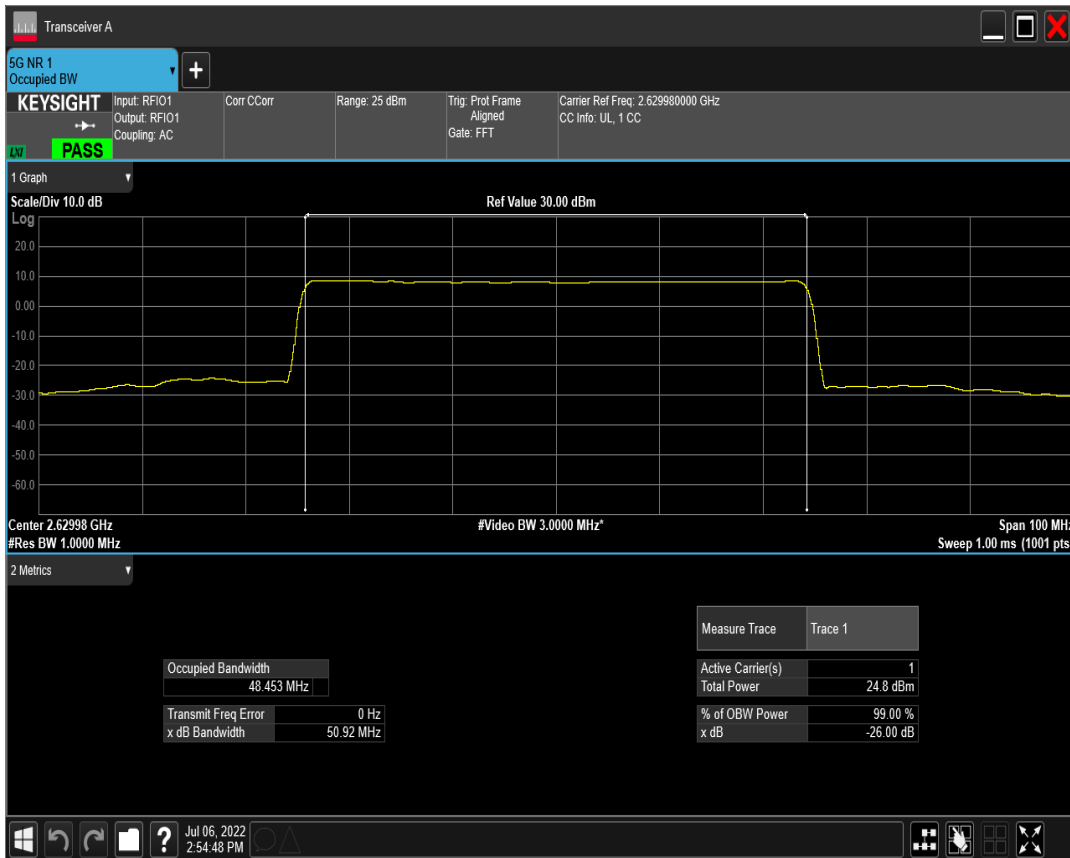 Transceiver A
5G NR 1
Occupied BW
KEYSIGHT
LXI
PASS
Input: RFIO1
Output: RFIO1
Coupling: AC
Corr CCorr
Range: 25 dBm
Trig: Prot Frame
Aligned
Gate: FFT
Carrier Ref Freq: 2.629980000 GHz
CC Info: UL, 1 CC
1 Graph
Scale/Div 10.0 dB
Ref Value 30.00 dBm
Log
20.0
10.0
0.00
-10.0
-20.0
-30.0
-40.0
-50.0
-60.0
Center 2.62998 GHz
#Video BW 3.0000 MHz*
Span 100 MHz
#Res BW 1.0000 MHz
Sweep 1.00 ms (1001 pts
2 Metrics
Measure Trace Trace 1
Occupied Bandwidth
48.453 MHz
Active Carrier(s) 1
Total Power 24.8 dBm
Transmit Freq Error 0 Hz
x dB Bandwidth 50.92 MHz
% of OBW Power 99.00 %
x dB -26.00 dB
?
Jul 06, 2022
2:54:48 PM